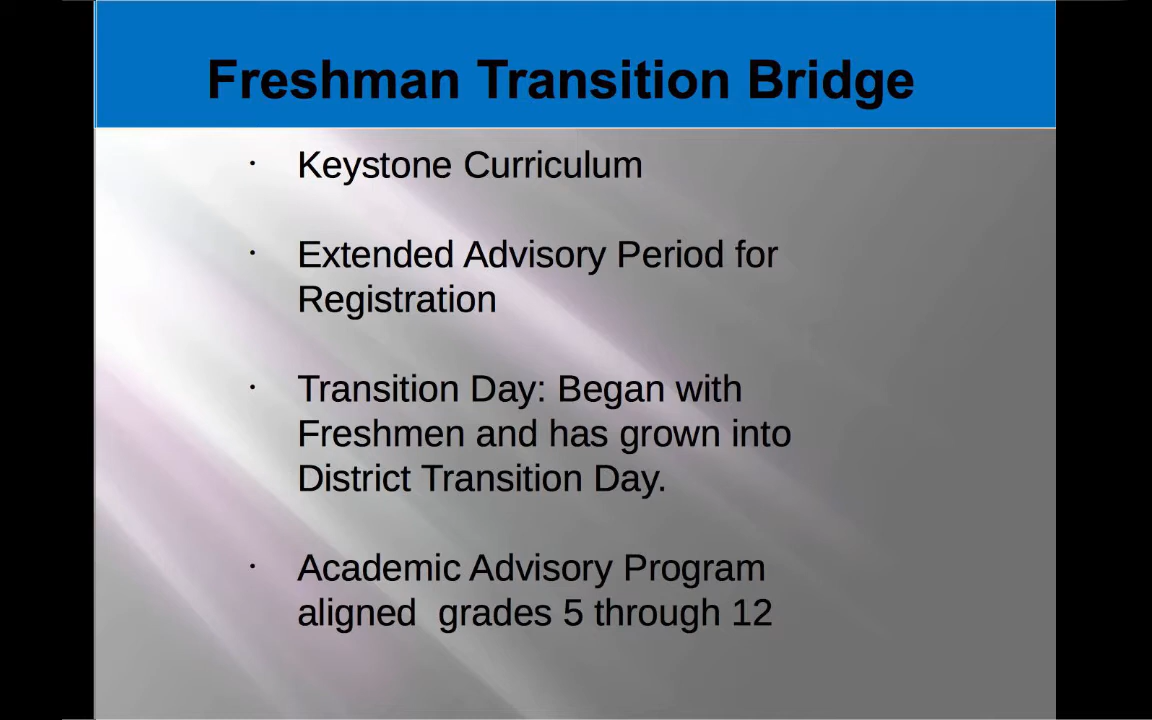 Freshman Transition Bridge
· Keystone Curriculum
· Extended Advisory Period for
Registration
· Transition Day: Began with
Freshmen and has grown into
District Transition Day.
· Academic Advisory Program
aligned  grades 5 through 12